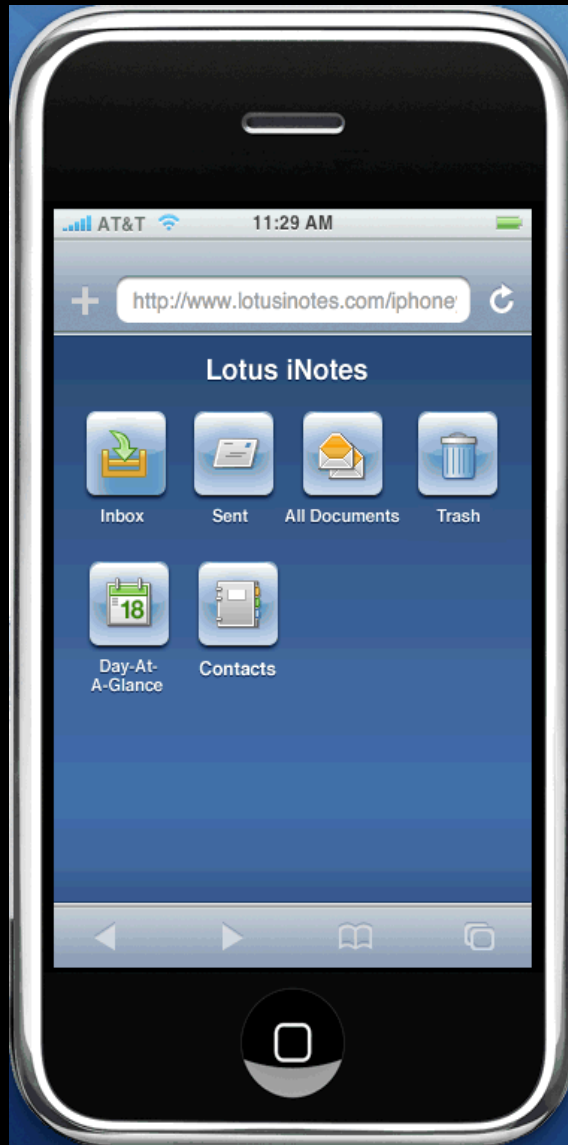 AT&T 11:29 AM
http://www.lotusinotes.com/iphone
Lotus iNotes
Inbox Sent All Documents Trash
18
Day-At-
A-Glance
Contacts